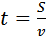 t = S/v